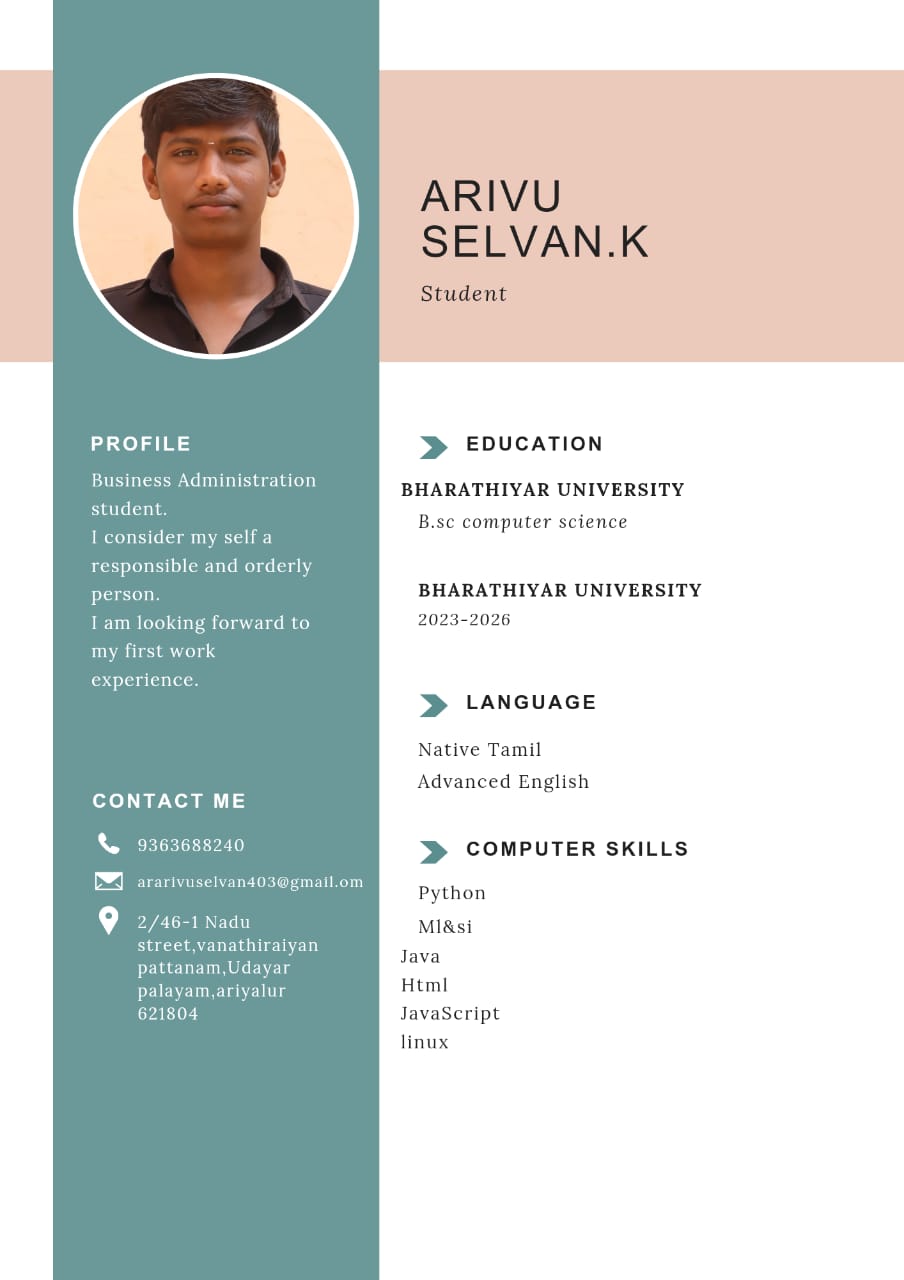 ARIVU
SELVAN.K
Student
PROFILE
Business Administration
student.
I consider my self a
responsible and orderly
person.
I am looking forward to
my first work
experience.
CONTACT ME
9363688240
ararivuselvan403@gmail.om
2/46-1 Nadu
street,vanathiraiyan
pattanam,Udayar
palayam,ariyalur
621804
EDUCATION
BHARATHIYAR UNIVERSITY
B.sc computer science
BHARATHIYAR UNIVERSITY
2023-2026
LANGUAGE
Native Tamil
Advanced English
COMPUTER SKILLS
Python
Ml&si
Java
Html
JavaScript
linux